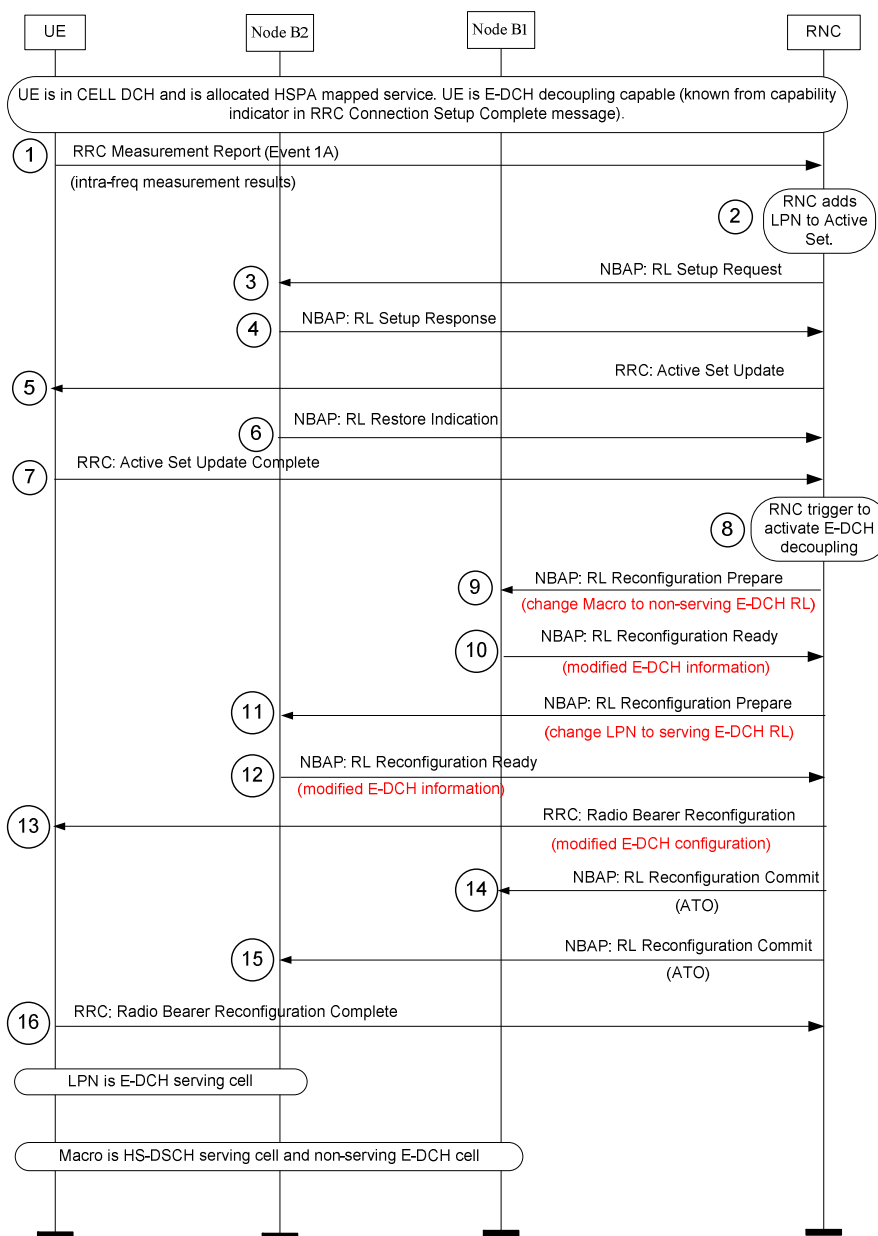 UE
Node B2
Node B1
RNC
UE is in CELL DCH and is allocated HSPA mapped service. UE is E-DCH decoupling capable (known from capability
indicator in RRC Connection Setup Complete message).
1
RRC Measurement Report (Event 1A)
(intra-freq measurement results)
2
RNC adds
LPN to Active
Set.
NBAP: RL Setup Request
3
4
NBAP: RL Setup Response
RRC: Active Set Update
5
NBAP: RL Restore Indication
6
RRC: Active Set Update Complete
7
8
RNC trigger to
activate E-DCH
decoupling
9
NBAP: RL Reconfiguration Prepare
(change Macro to non-serving E-DCH RL)
10
NBAP: RL Reconfiguration Ready
(modified E-DCH information)
11
NBAP: RL Reconfiguration Prepare
(change LPN to serving E-DCH RL)
12
NBAP: RL Reconfiguration Ready
(modified E-DCH information)
13
RRC: Radio Bearer Reconfiguration
(modified E-DCH configuration)
14
NBAP: RL Reconfiguration Commit
(ATO)
15
NBAP: RL Reconfiguration Commit
(ATO)
16
RRC: Radio Bearer Reconfiguration Complete
LPN is E-DCH serving cell
Macro is HS-DSCH serving cell and non-serving E-DCH cell